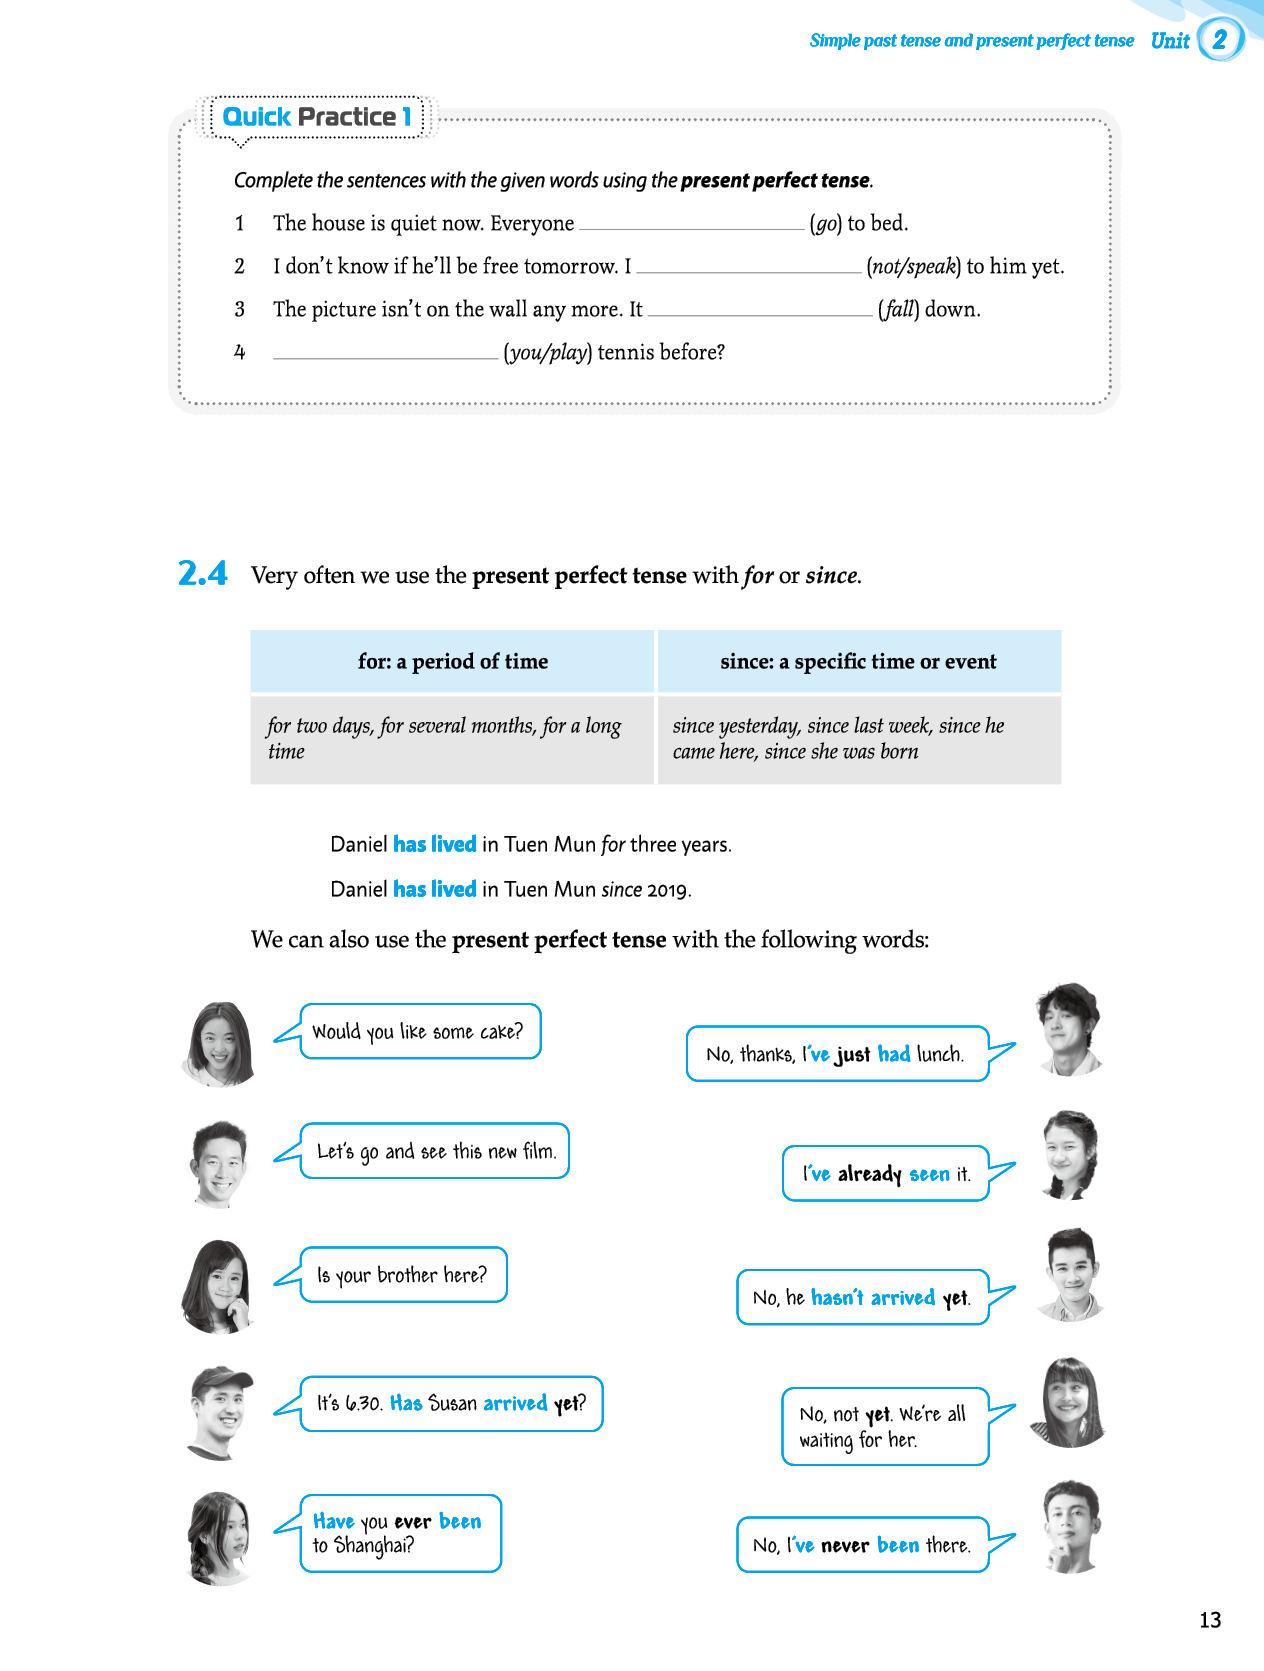 Simple past tense and present perfect tense Unit 2
Quick Practice 1
Complete the sentences with the given words using the present perfect tense.
1 The house is quiet now. Everyone ____________________ (go) to bed.
2 I don't know if he'll be free tomorrow. I ____________________ (not/speak) to him yet.
3 The picture isn't on the wall any more. It ____________________ (fall) down.
4 ____________________ (you/play) tennis before?
2.4 Very often we use the present perfect tense with for or since.
for: a period of time
since: a specific time or event
for two days, for several months, for a long
time
since yesterday, since last week, since he
came here, since she was born
Daniel has lived in Tuen Mun for three years.
Daniel has lived in Tuen Mun since 2019.
We can also use the present perfect tense with the following words:
Would you like some cake?
No, thanks, I've just had lunch.
Let's go and see this new film.
I've already seen it.
Is your brother here?
No, he hasn't arrived yet.
It's 6.30. Has Susan arrived yet?
No, not yet. We're all
waiting for her.
Have you ever been
to Shanghai?
No, I've never been there.
13